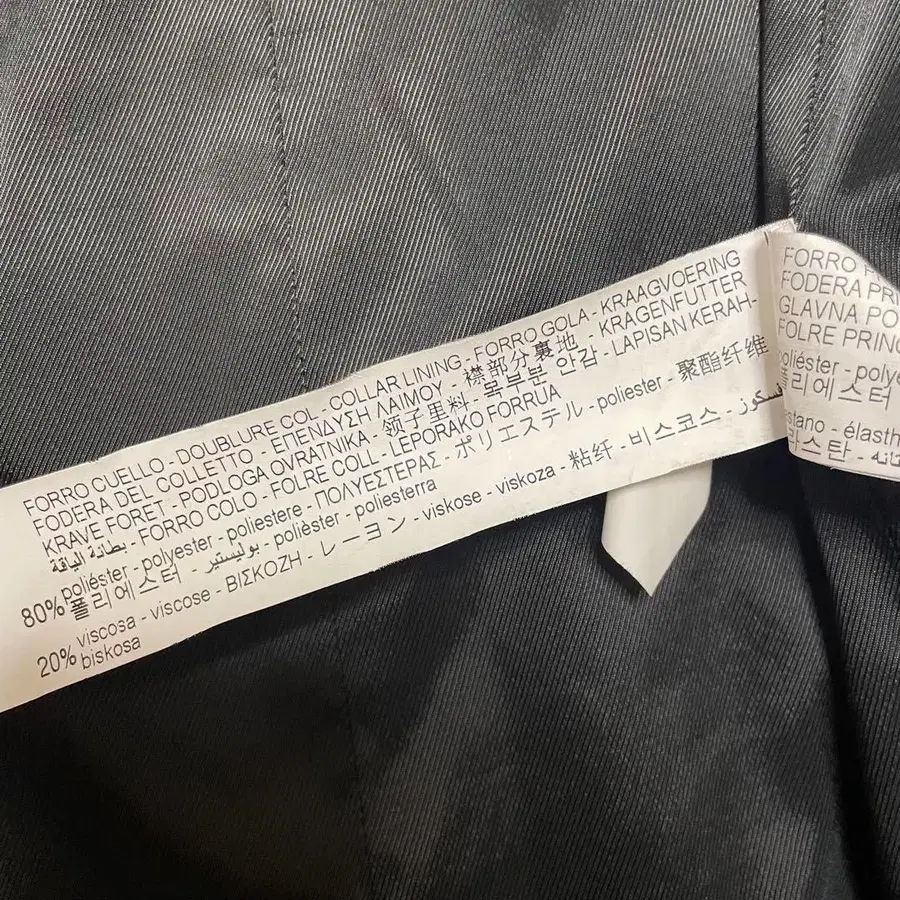 FORRO CUELLO - DOUBLURE COL - COLLAR LINING - FORRO GOLA - KRAAGVOERING
FODERA DEL COLLETTO - ΕΠΕΝΔΥΣΗ ΛΑΙΜΟΥ - 襟部分裏地 - KRAGENFUTTER
KRAVE FORET - PODLOGA OVRATNIKA - 领子里料 - 목부분 안감 - LAPISAN KERAH-
بطانة الياقة - FORRO COLO - FOLRE COLL - LEPORAKO FORRUA
80% poliéster - polyester - poliestere - ΠΟΛΥΕΣΤΕΡΑΣ - ポリエステル - poliester - 聚酯纤维
폴리에스터 - بوليستير - polièster - poliesterra
20% viscosa - viscose - ΒΙΣΚΟΖΗ - レーヨン - viskose - viskoza - 粘纤 - 비스코스 - فسكوز
biskosa
FORRO
FODERA PRI
GLAVNA PO
FOLRE PRINC
poliéster - polye
폴리에스터
stano - élasth
라스탄